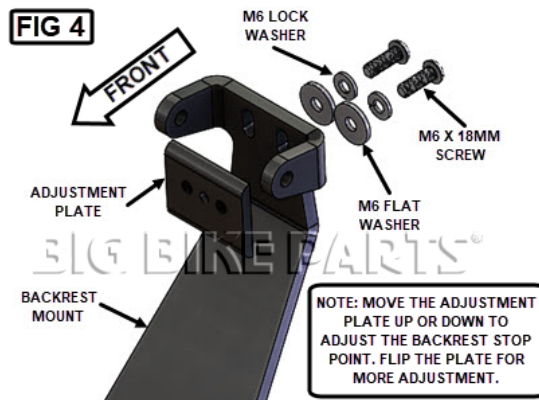 FIG 4
FRONT
M6 LOCK
WASHER
M6 X 18MM
SCREW
M6 FLAT
WASHER
ADJUSTMENT
PLATE
BIG BIKE PARTS®
BACKREST
MOUNT
NOTE: MOVE THE ADJUSTMENT
PLATE UP OR DOWN TO
ADJUST THE BACKREST STOP
POINT. FLIP THE PLATE FOR
MORE ADJUSTMENT.